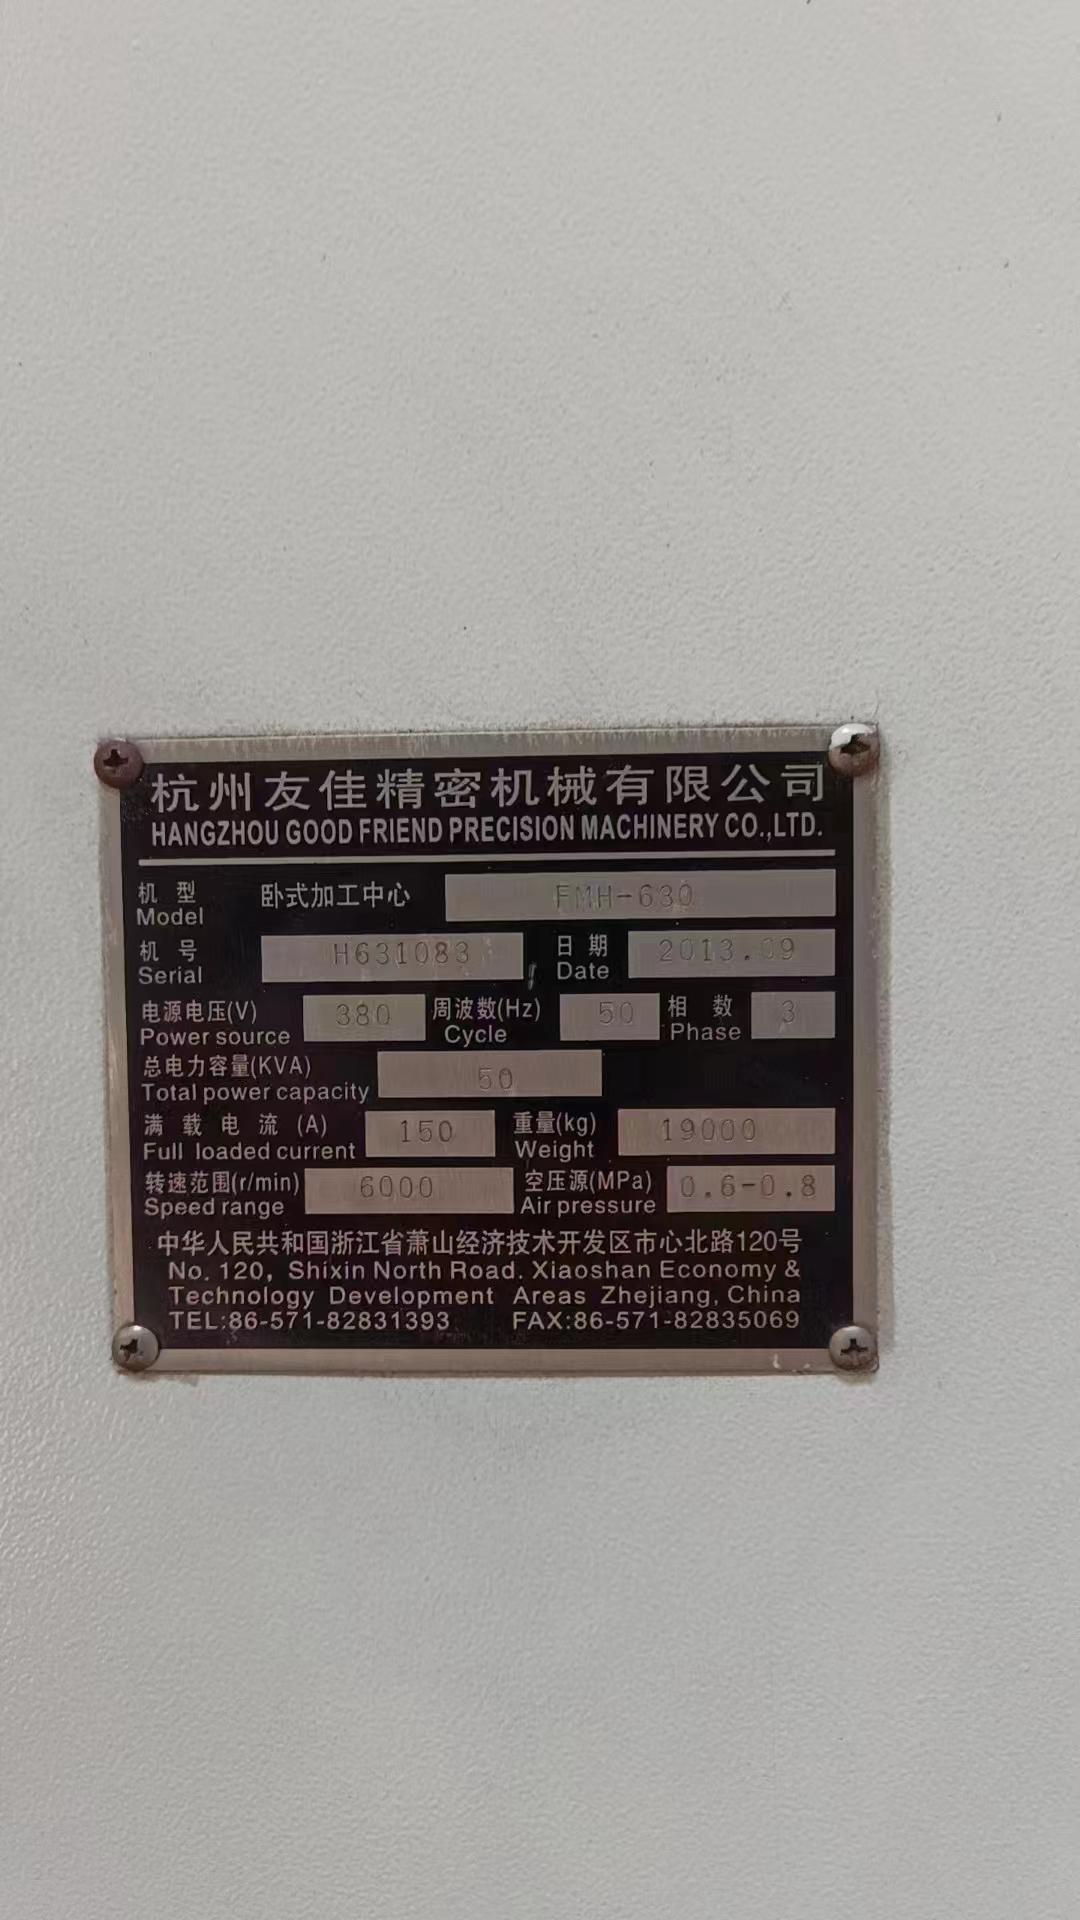 杭州友佳精密机械有限公司
HANGZHOU GOOD FRIEND PRECISION MACHINERY CO.,LTD.
机 型 卧式加工中心 FMH-630
Model
机 号 H631083 日 期 2013.09
Serial Date
电源电压(V) 380 周波数(Hz) 50 相 数 3
Power source Cycle Phase
总电力容量(KVA) 50
Total power capacity
满 载 电 流 (A) 150 重量(kg) 19000
Full loaded current Weight
转速范围(r/min) 6000 空压源(MPa) 0.6-0.8
Speed range Air pressure
中华人民共和国浙江省萧山经济技术开发区市心北路120号
No. 120, Shixin North Road. Xiaoshan Economy &
Technology Development Areas Zhejiang, China
TEL:86-571-82831393 FAX:86-571-82835069